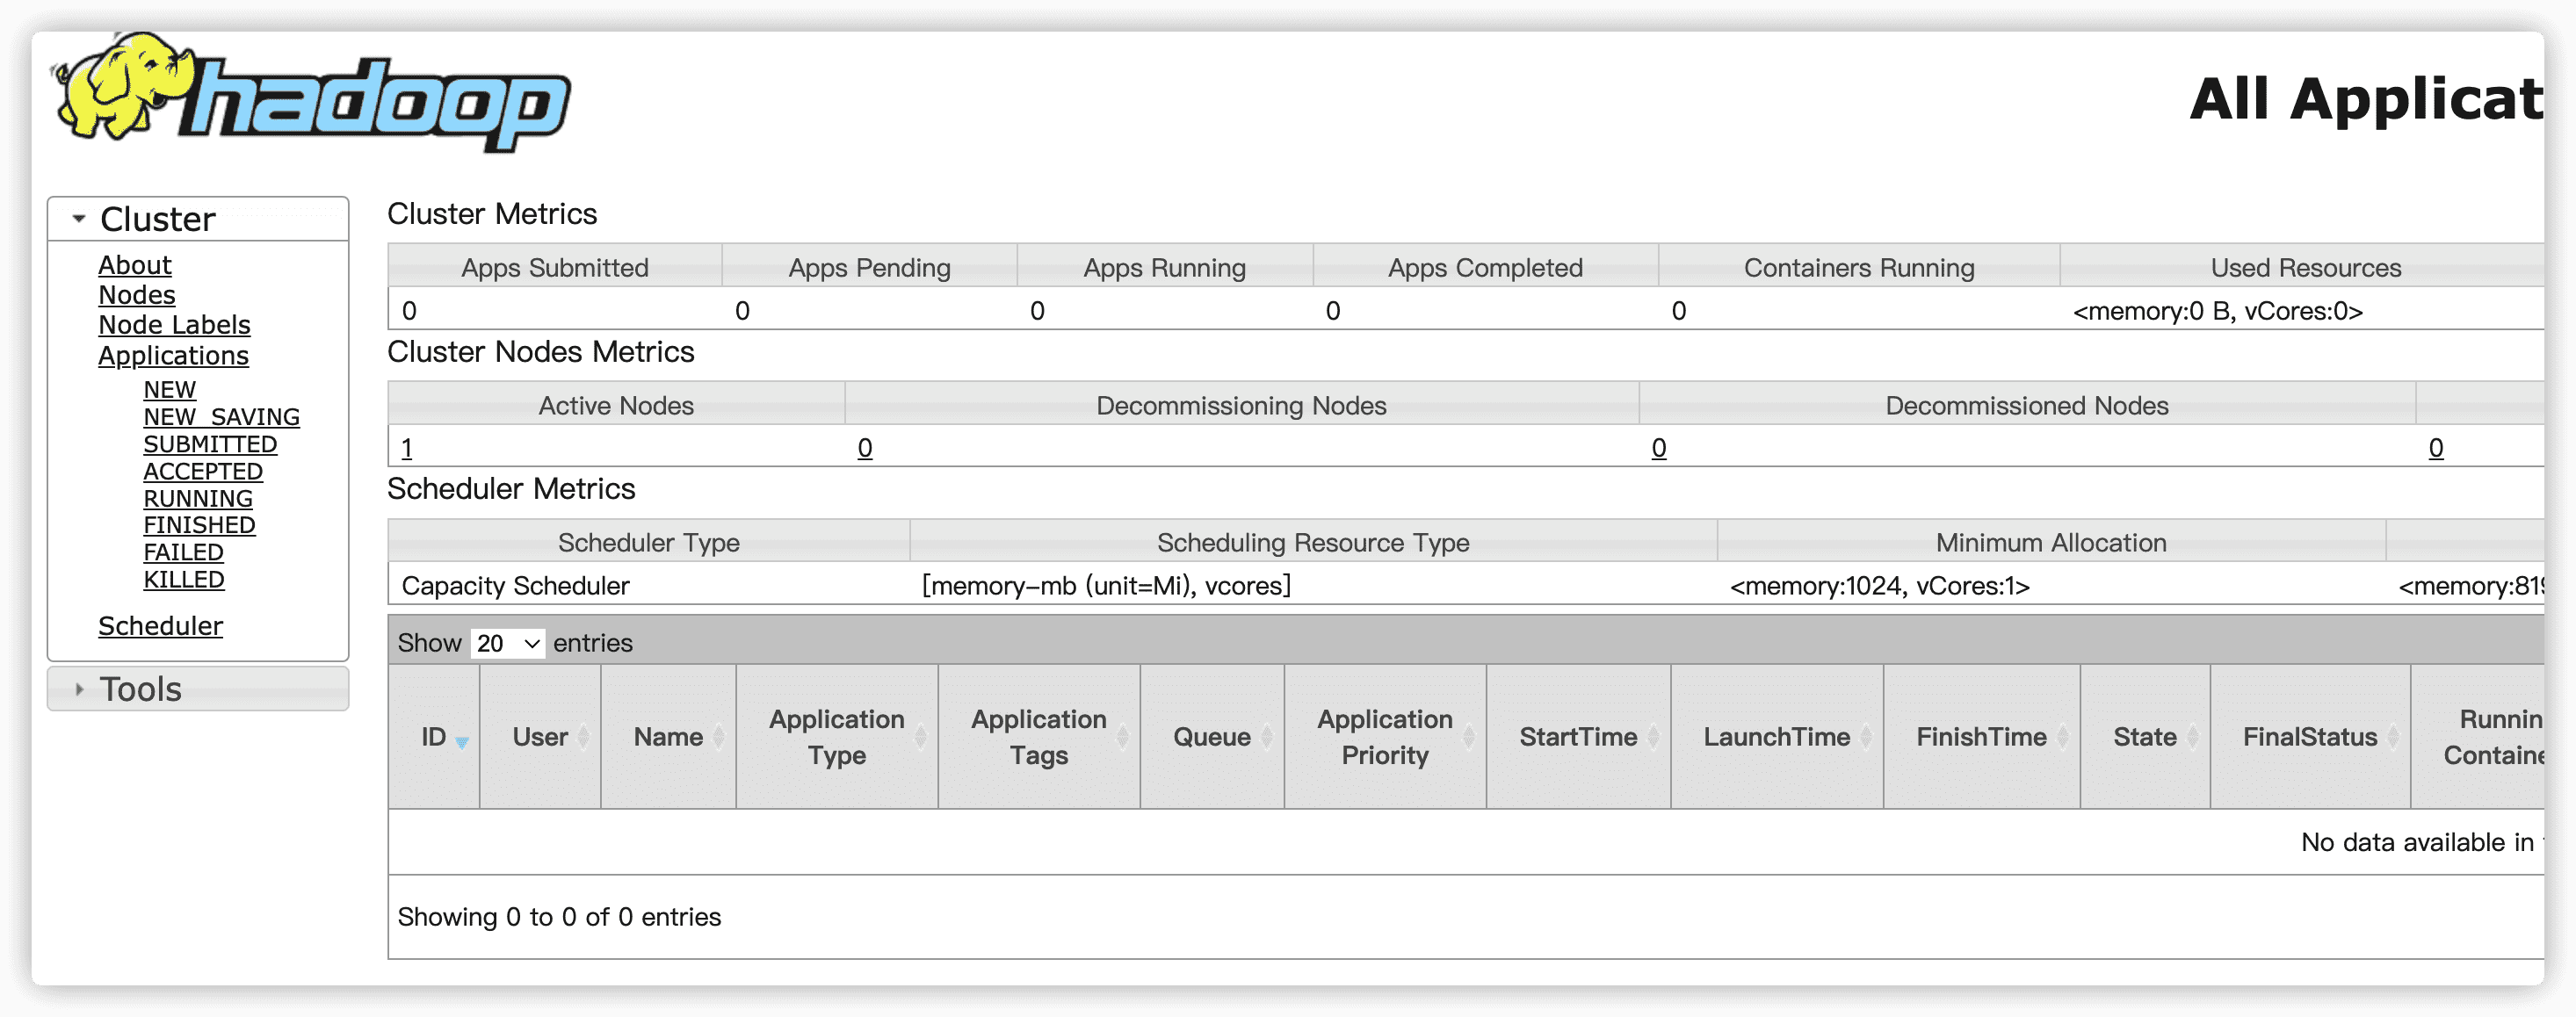 hadoop
All Applicat
Cluster
About
Nodes
Node Labels
Applications
NEW
NEW_SAVING
SUBMITTED
ACCEPTED
RUNNING
FINISHED
FAILED
KILLED
Scheduler
Tools
Cluster Metrics
Apps Submitted Apps Pending Apps Running Apps Completed Containers Running Used Resources
0 0 0 0 0 <memory:0 B, vCores:0>
Cluster Nodes Metrics
Active Nodes Decommissioning Nodes Decommissioned Nodes
1 0 0 0
Scheduler Metrics
Scheduler Type Scheduling Resource Type Minimum Allocation
Capacity Scheduler [memory-mb (unit=Mi), vcores] <memory:1024, vCores:1> <memory:819
Show 20 entries
ID User Name Application Type Application Tags Queue Application Priority StartTime LaunchTime FinishTime State FinalStatus Runnin Containe
No data available in
Showing 0 to 0 of 0 entries